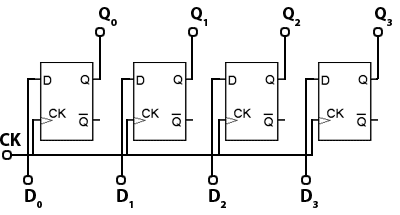 Q0 Q1 Q2 Q3
D Q D Q D Q D Q
CK CK CK CK
Q̅ Q̅ Q̅ Q̅
CK
D0 D1 D2 D3